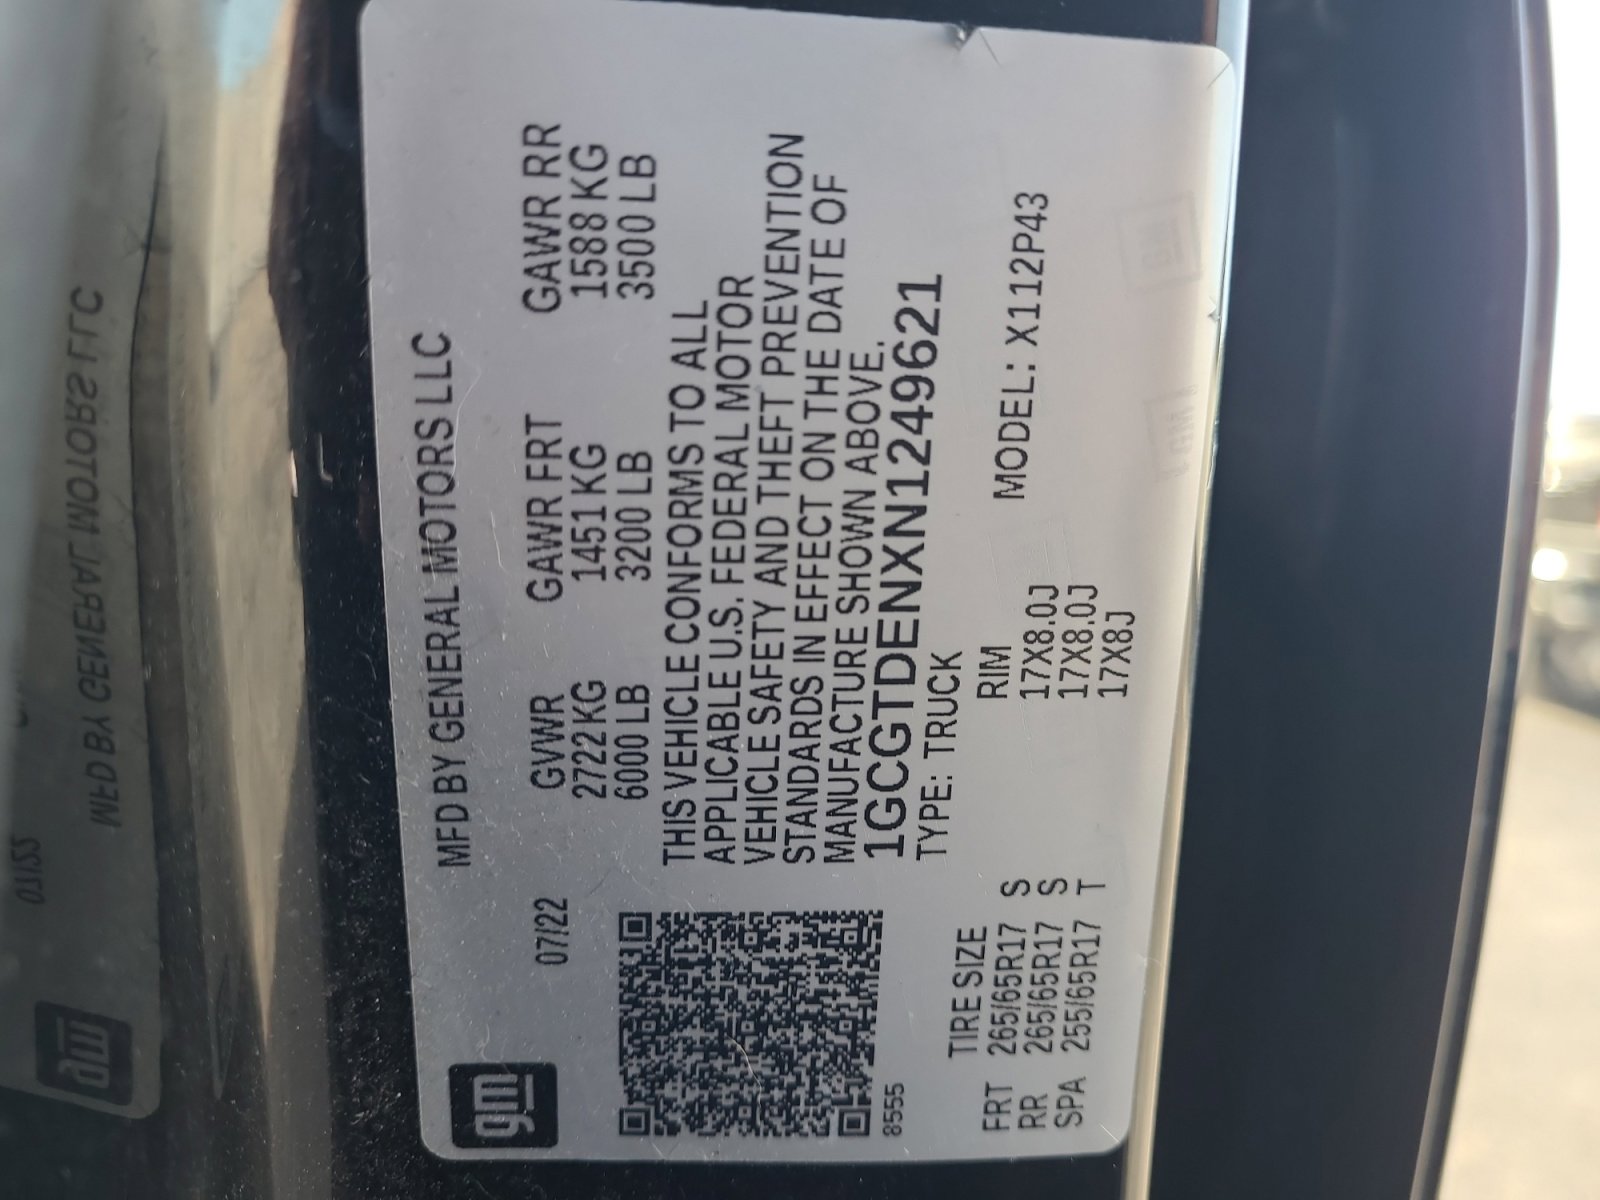 gm
MFD BY GENERAL MOTORS LLC
07/22
GVWR GAWR FRT GAWR RR
2722 KG 1451 KG 1588 KG
6000 LB 3200 LB 3500 LB
THIS VEHICLE CONFORMS TO ALL
APPLICABLE U.S. FEDERAL MOTOR
VEHICLE SAFETY AND THEFT PREVENTION
STANDARDS IN EFFECT ON THE DATE OF
MANUFACTURE SHOWN ABOVE.
1GCGTDENXN1249621
TYPE: TRUCK
8555
TIRE SIZE RIM MODEL: X112P43
FRT 265/65R17 S 17X8.0J
RR 265/65R17 S 17X8.0J
SPA 255/65R17 T 17X8J
gm
MFD BY GENERAL MOTORS LLC
07/22